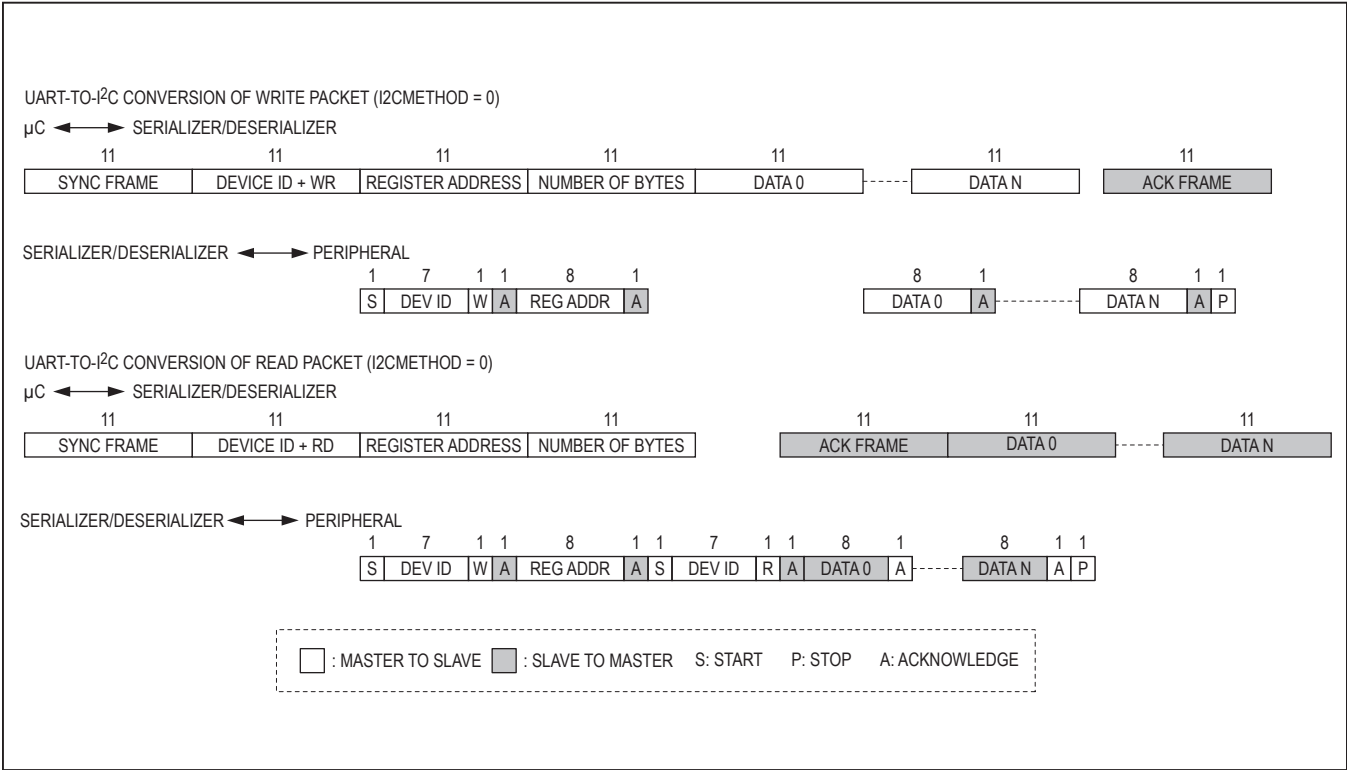 UART-TO-I2C CONVERSION OF WRITE PACKET (I2CMETHOD = 0)
µC SERIALIZER/DESERIALIZER
11 11 11 11 11 11 11
SYNC FRAME DEVICE ID + WR REGISTER ADDRESS NUMBER OF BYTES DATA 0 DATA N ACK FRAME
SERIALIZER/DESERIALIZER PERIPHERAL
1 7 1 1 8 1 8 1 8 1 1
S DEV ID W A REG ADDR A DATA 0 A DATA N A P
UART-TO-I2C CONVERSION OF READ PACKET (I2CMETHOD = 0)
µC SERIALIZER/DESERIALIZER
11 11 11 11 11 11 11
SYNC FRAME DEVICE ID + RD REGISTER ADDRESS NUMBER OF BYTES ACK FRAME DATA 0 DATA N
SERIALIZER/DESERIALIZER PERIPHERAL
1 7 1 1 8 1 1 7 1 1 8 1 8 1 1
S DEV ID W A REG ADDR A S DEV ID R A DATA 0 A DATA N A P
: MASTER TO SLAVE : SLAVE TO MASTER S: START P: STOP A: ACKNOWLEDGE